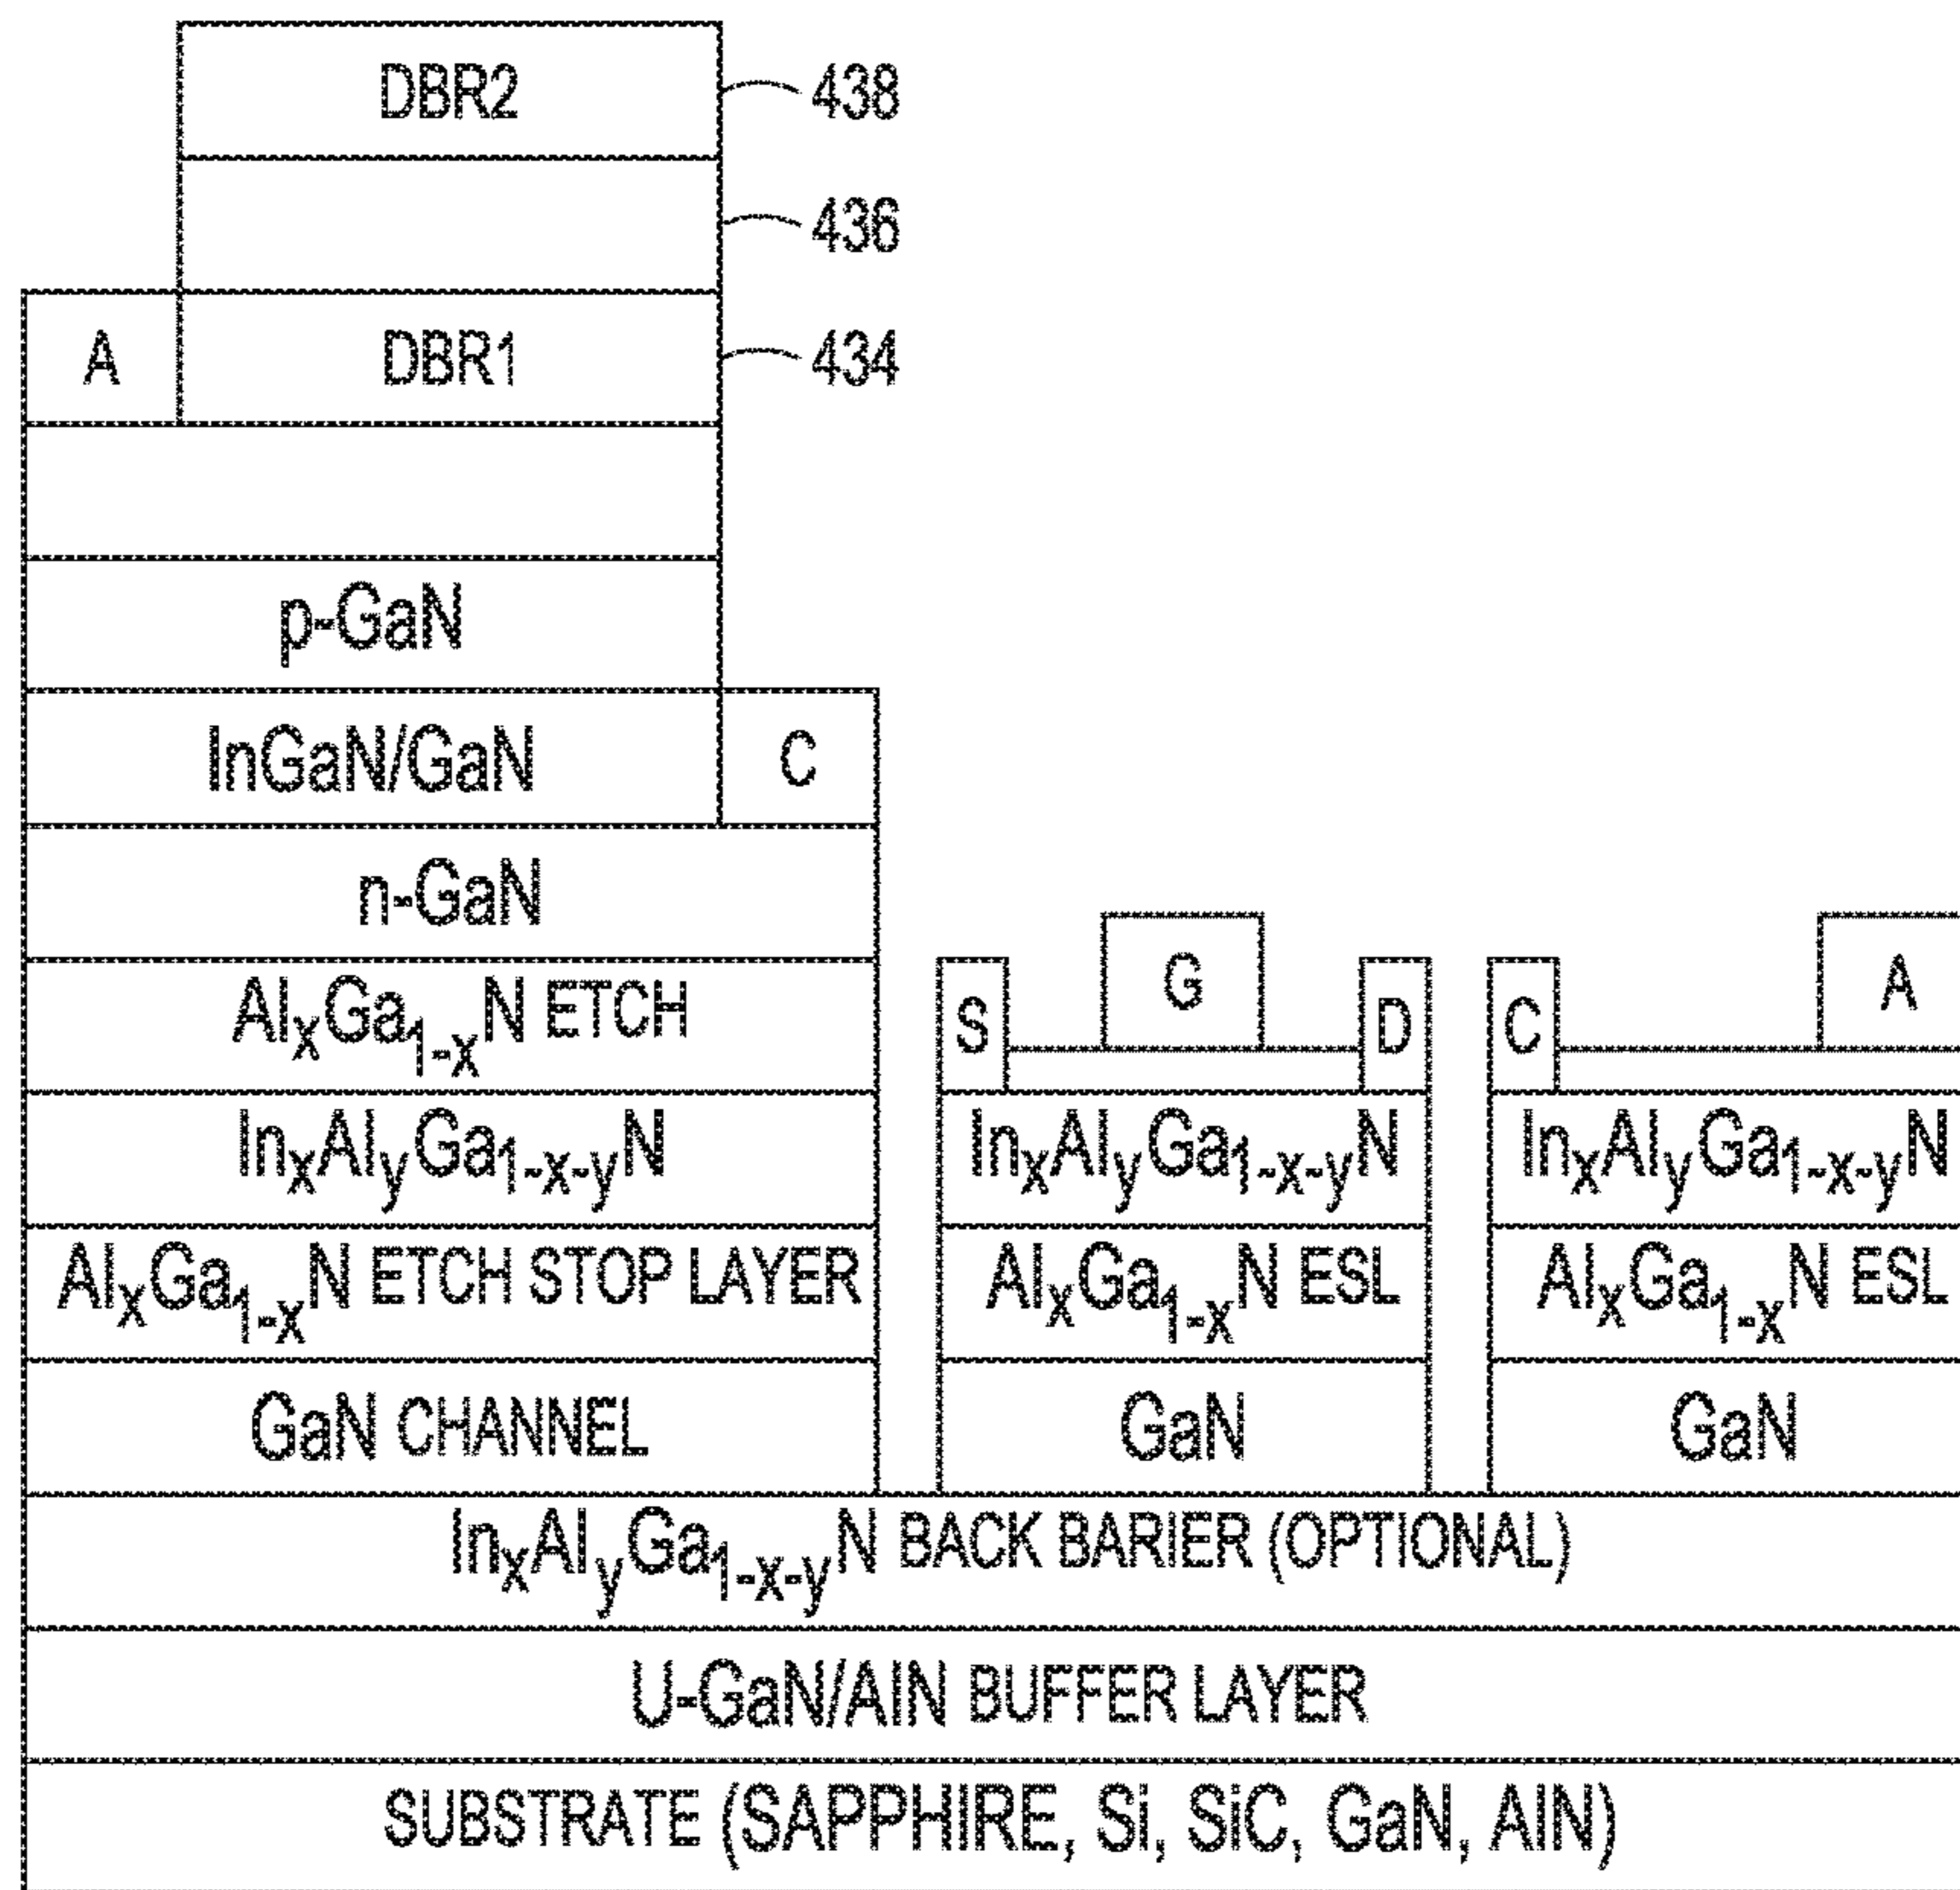 DBR2
438
436
A DBR1 434
p-GaN
InGaN/GaN C
n-GaN
AlxGa1-xN ETCH S G D C A
InxAlyGa1-x-yN InxAlyGa1-x-yN InxAlyGa1-x-yN
AlxGa1-xN ETCH STOP LAYER AlxGa1-xN ESL AlxGa1-xN ESL
GaN CHANNEL GaN GaN
InxAlyGa1-x-yN BACK BARIER (OPTIONAL)
U-GaN/AlN BUFFER LAYER
SUBSTRATE (SAPPHIRE, Si, SiC, GaN, AlN)